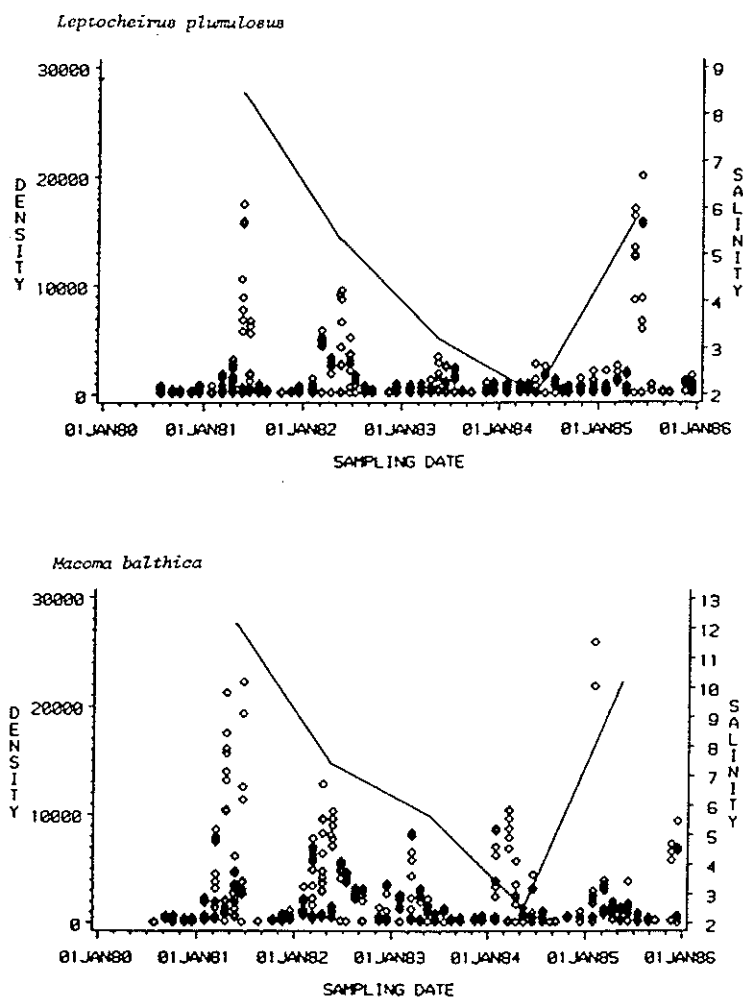 Leptocheirus plumulosus
30000
20000
10000
0
DENSITY
9
8
7
6
5
4
3
2
SALINITY
01JAN80 01JAN81 01JAN82 01JAN83 01JAN84 01JAN85 01JAN86
SAMPLING DATE
Macoma balthica
30000
20000
10000
0
DENSITY
13
12
11
10
9
8
7
6
5
4
3
2
SALINITY
01JAN80 01JAN81 01JAN82 01JAN83 01JAN84 01JAN85 01JAN86
SAMPLING DATE